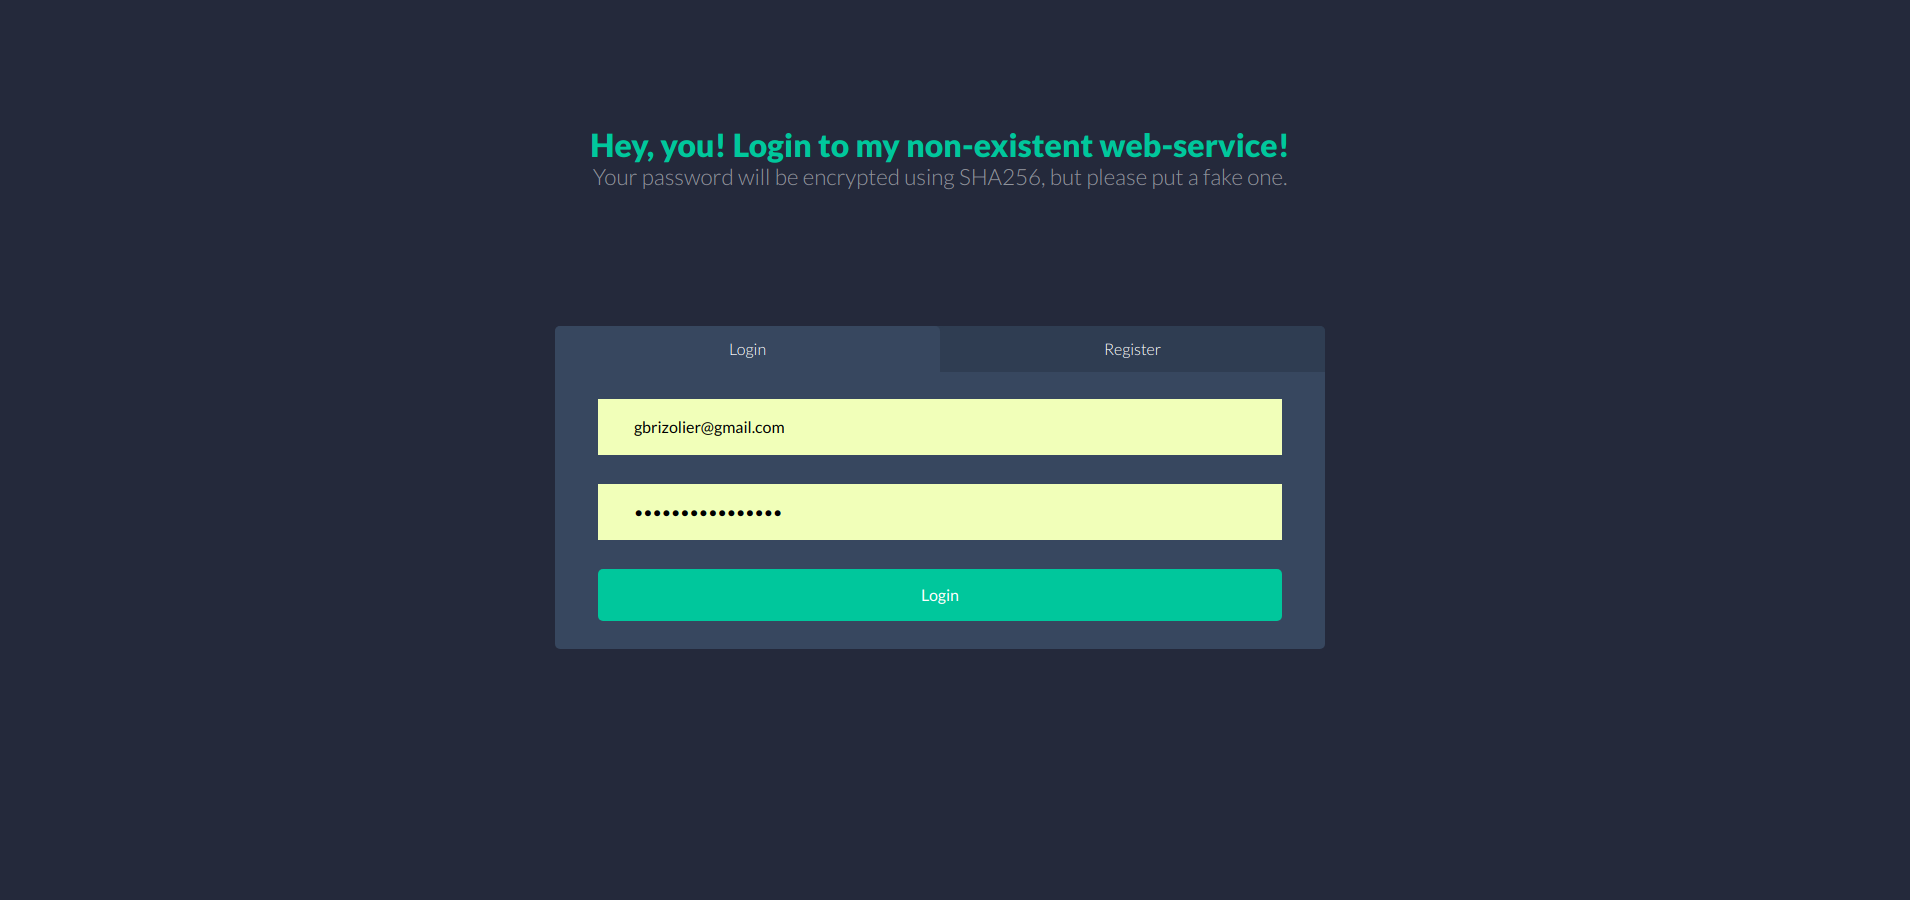 Hey, you! Login to my non-existent web-service!
Your password will be encrypted using SHA256, but please put a fake one.
Login
Register
gbrizolier@gmail.com
••••••••••••••••
Login